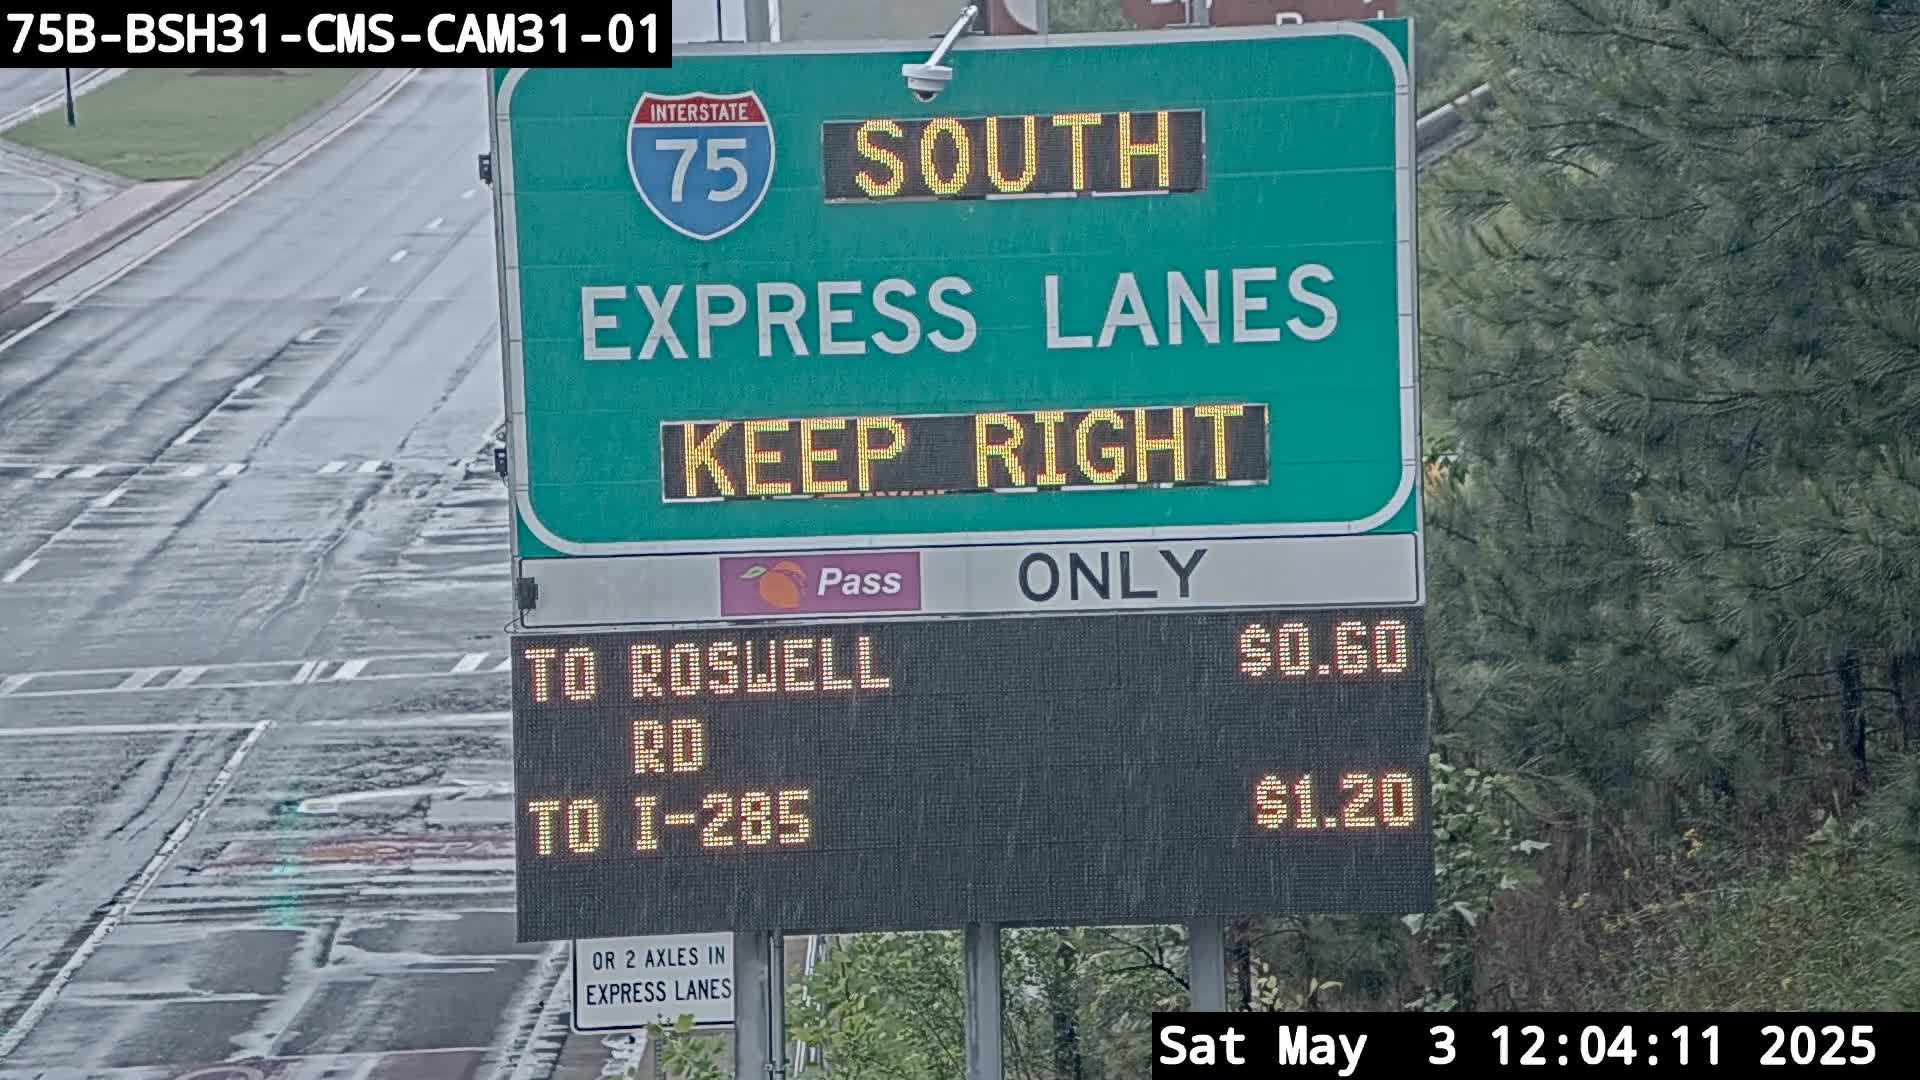 75B-BSH31-CMS-CAM31-01
INTERSTATE
75
SOUTH
EXPRESS LANES
KEEP RIGHT
Pass ONLY
TO ROSWELL $0.60
RD
TO I-285 $1.20
OR 2 AXLES IN
EXPRESS LANES
Sat May 3 12:04:11 2025